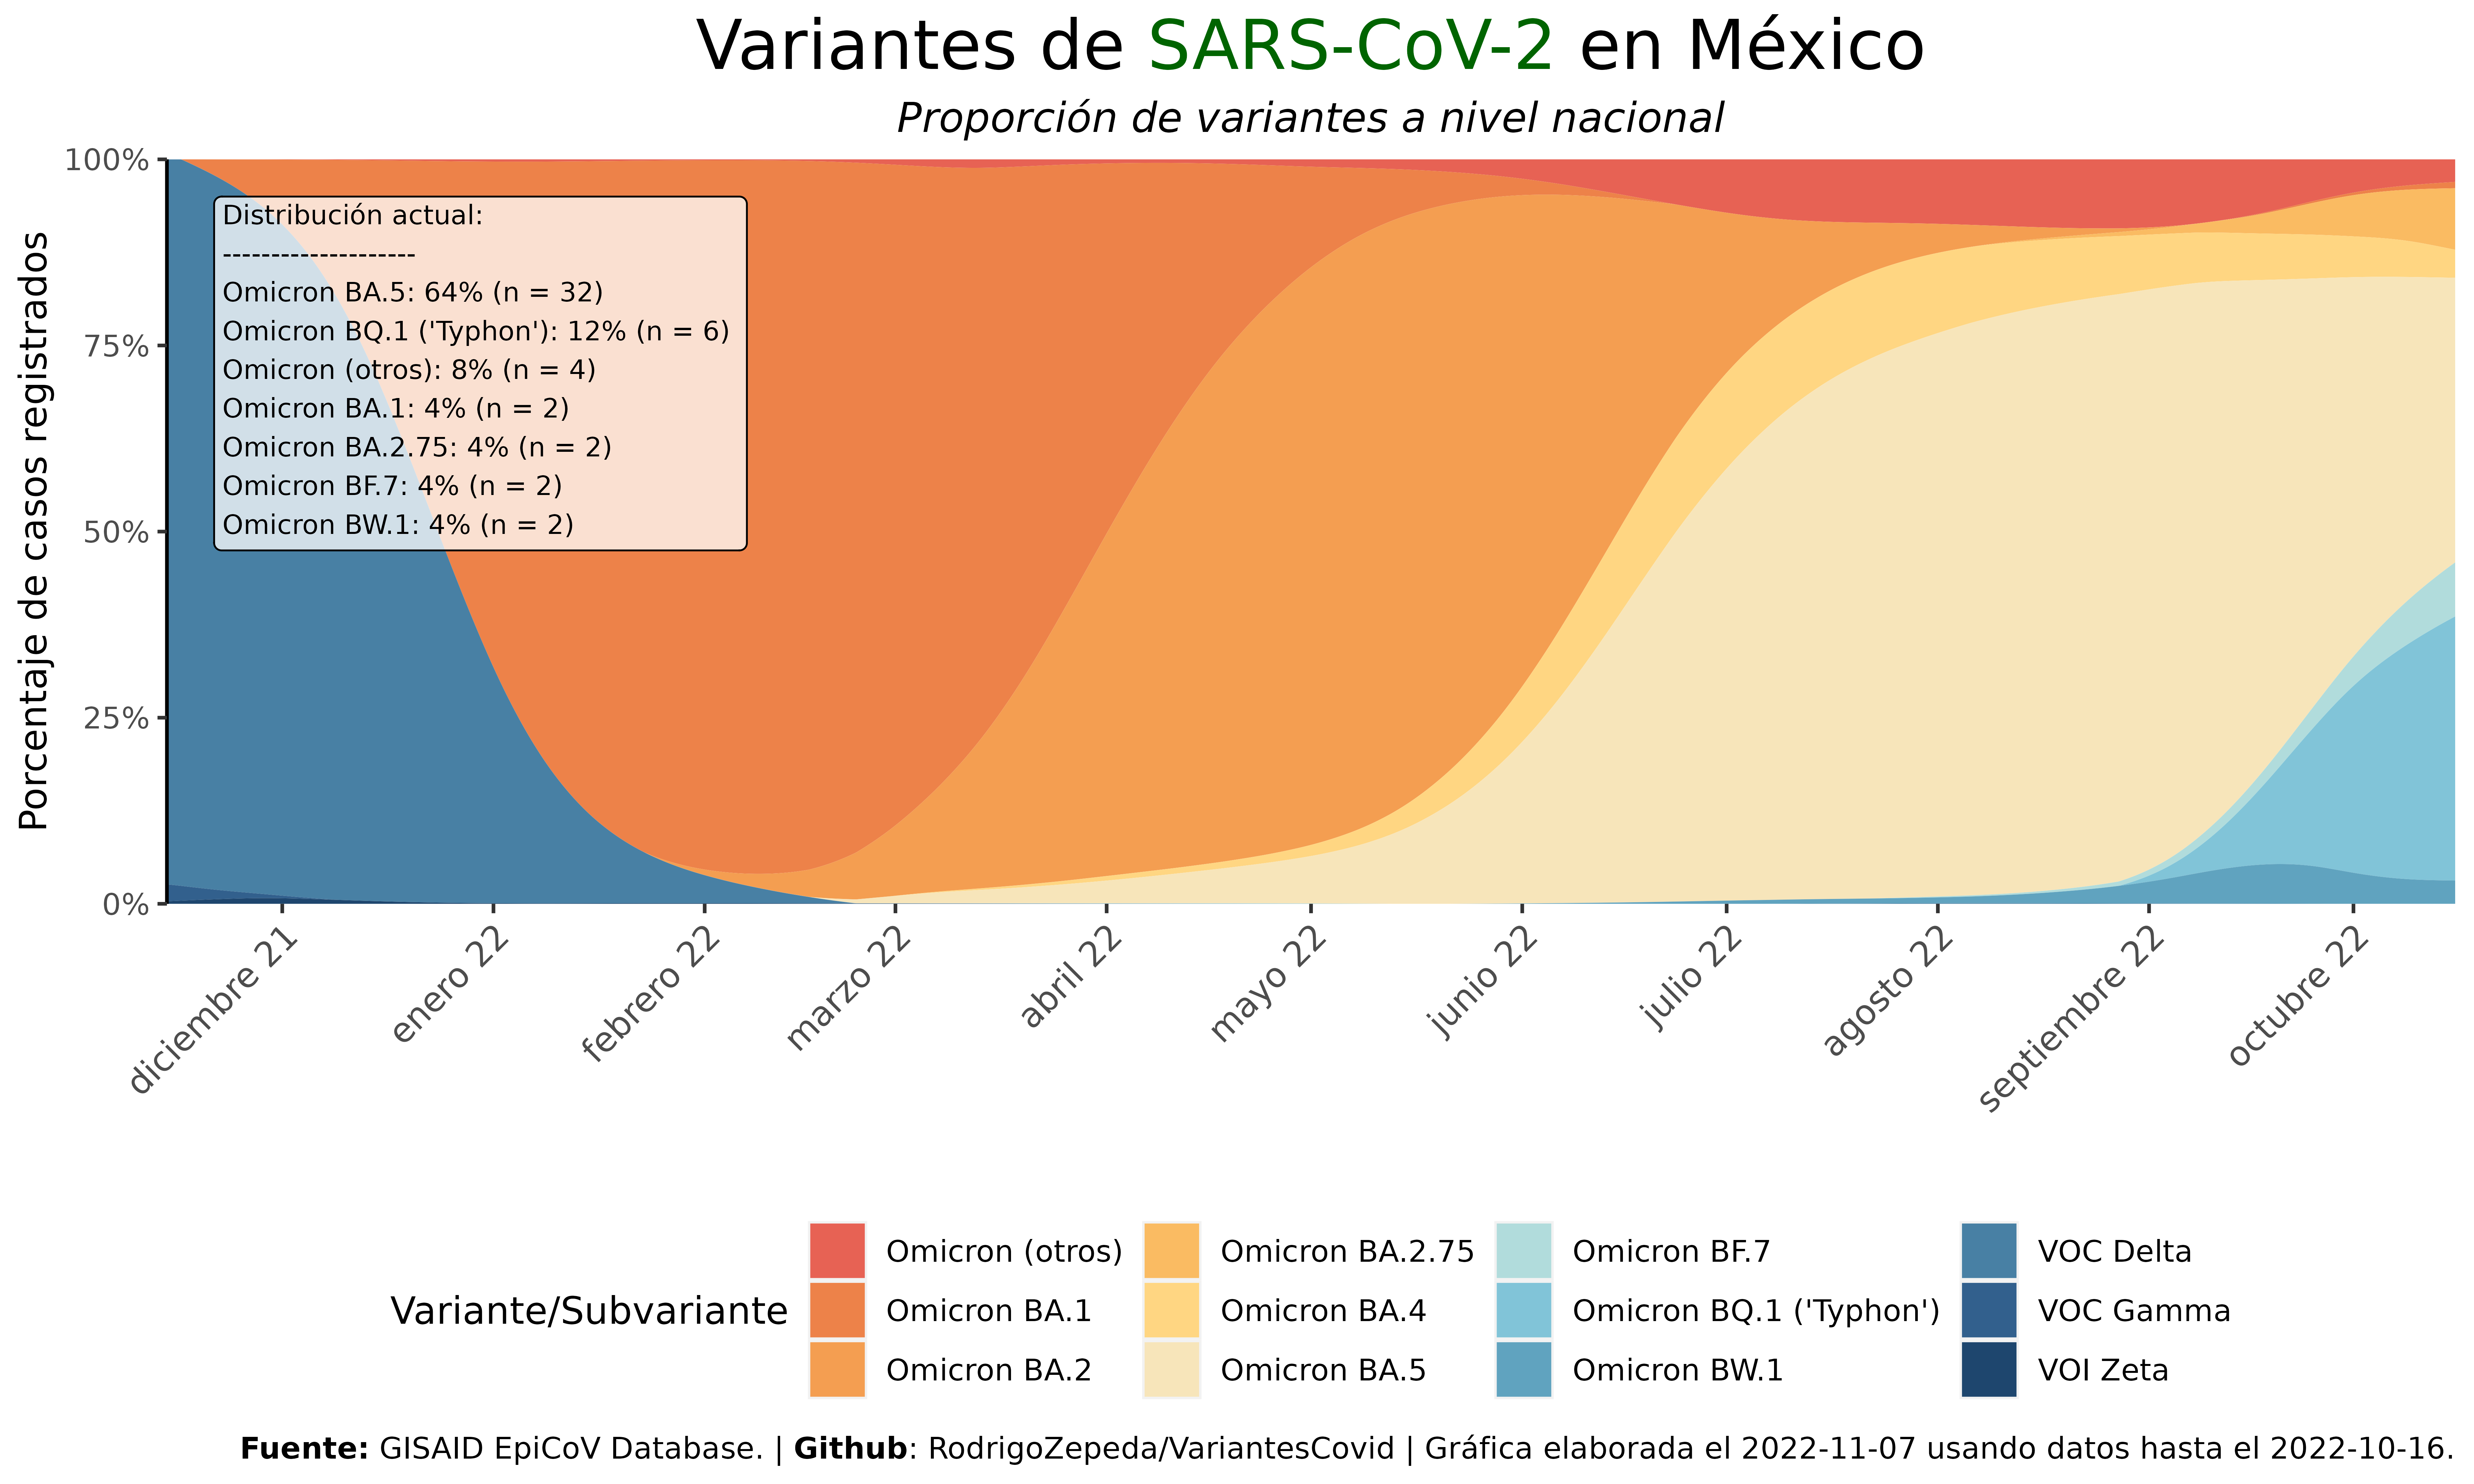 Variantes de SARS-CoV-2 en México
Proporción de variantes a nivel nacional
Porcentaje de casos registrados
100%
75%
50%
25%
0%
Distribución actual:
--------------------
Omicron BA.5: 64% (n = 32)
Omicron BQ.1 ('Typhon'): 12% (n = 6)
Omicron (otros): 8% (n = 4)
Omicron BA.1: 4% (n = 2)
Omicron BA.2.75: 4% (n = 2)
Omicron BF.7: 4% (n = 2)
Omicron BW.1: 4% (n = 2)
diciembre 21
enero 22
febrero 22
marzo 22
abril 22
mayo 22
junio 22
julio 22
agosto 22
septiembre 22
octubre 22
Variante/Subvariante
Omicron (otros)
Omicron BA.1
Omicron BA.2
Omicron BA.2.75
Omicron BA.4
Omicron BA.5
Omicron BF.7
Omicron BQ.1 ('Typhon')
Omicron BW.1
VOC Delta
VOC Gamma
VOI Zeta
Fuente: GISAID EpiCoV Database. | Github: RodrigoZepeda/VariantesCovid | Gráfica elaborada el 2022-11-07 usando datos hasta el 2022-10-16.